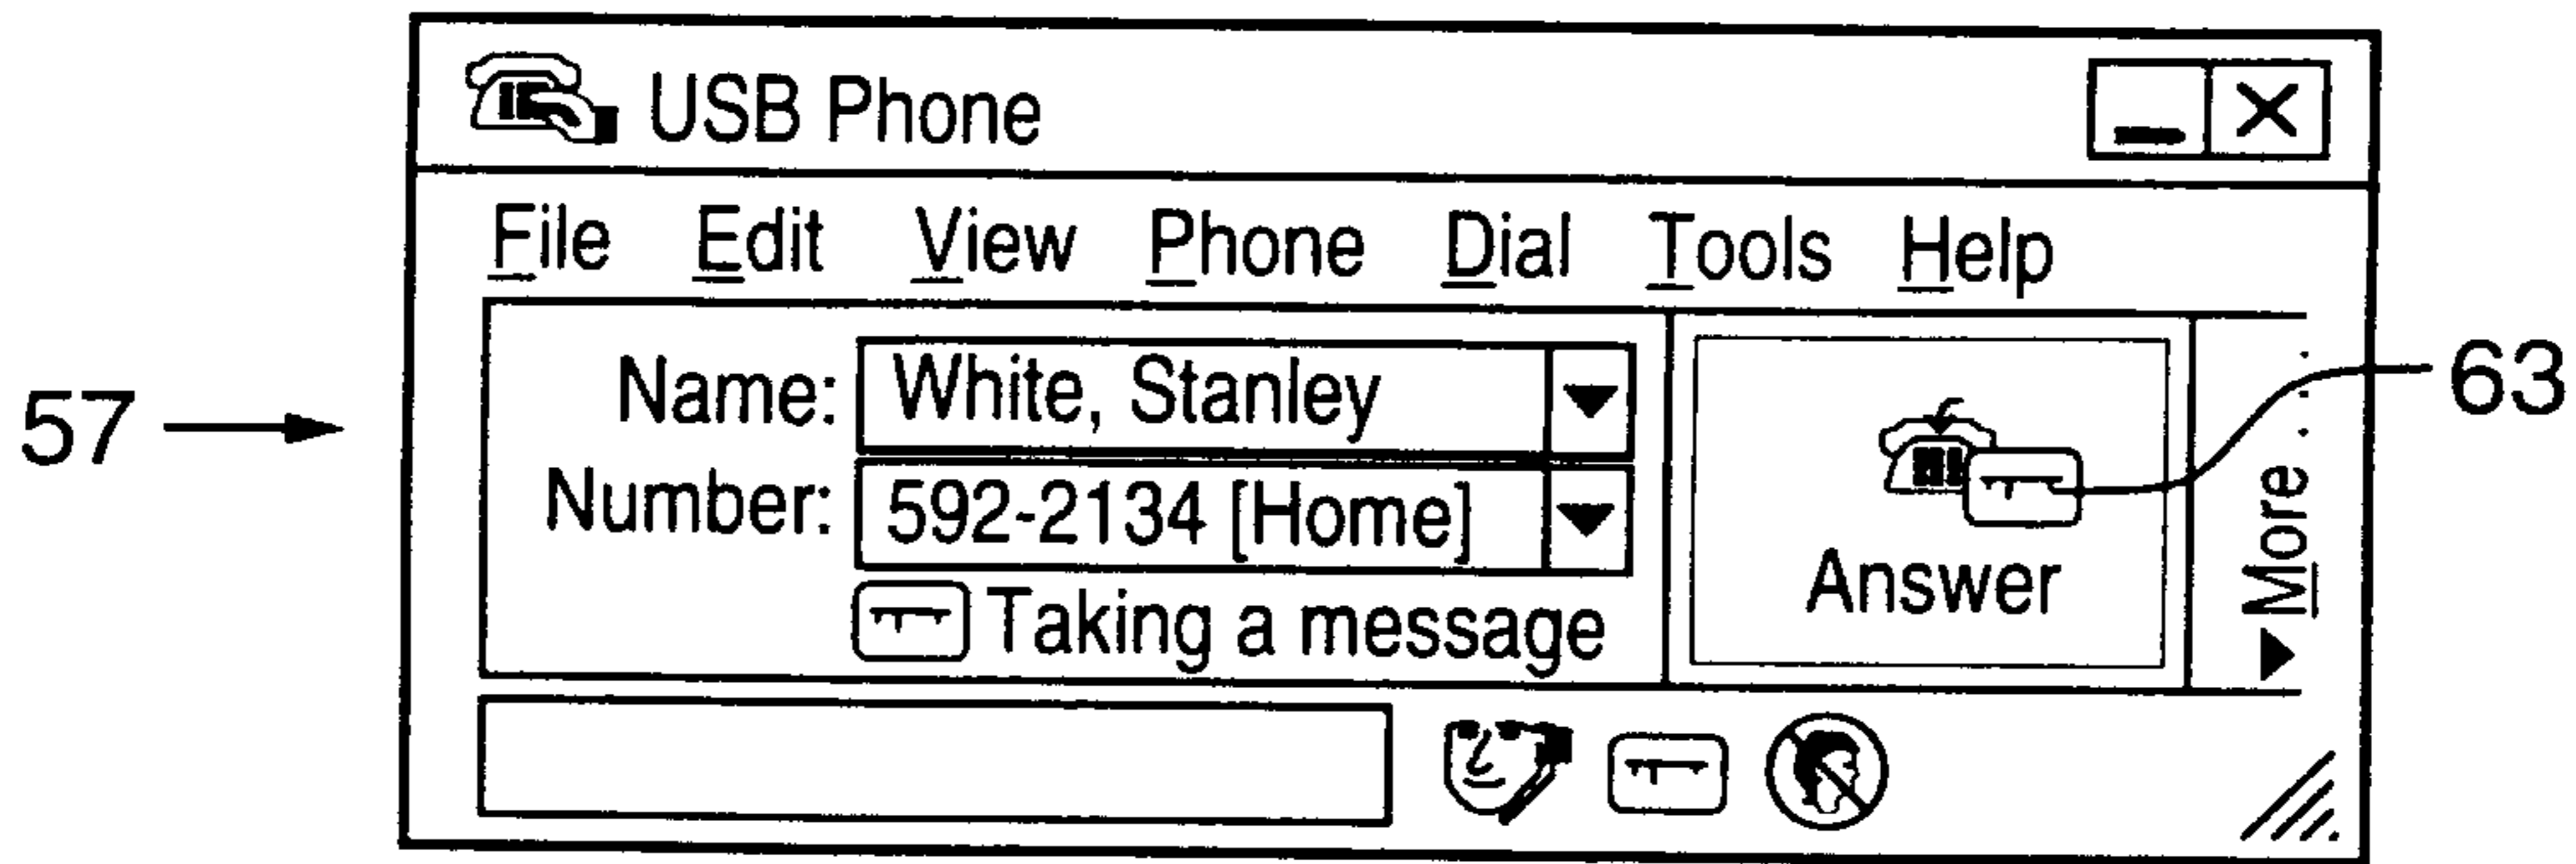 USB Phone
File Edit View Phone Dial Tools Help
57
Name: White, Stanley
63
Number: 592-2134 [Home]
Taking a message
Answer
More...